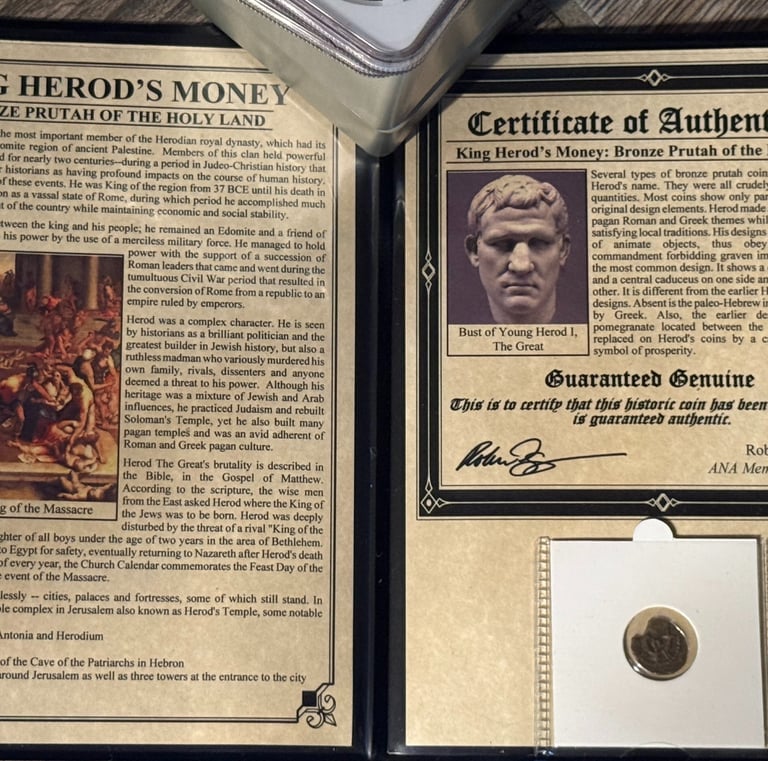 G HEROD'S MONEY
ZE PRUTAH OF THE HOLY LAND
he most important member of the Herodian royal dynasty, which had its
omite region of ancient Palestine. Members of this clan held powerful
d for nearly two centuries--during a period in Judeo-Christian history that
historians as having profound impacts on the course of human history.
of these events. He was King of the region from 37 BCE until his death in
on as a vassal state of Rome, during which period he accomplished much
t of the country while maintaining economic and social stability.
tween the king and his people; he remained an Edomite and a friend of
his power by the use of a merciless military force. He managed to hold
power with the support of a succession of
Roman leaders that came and went during the
tumultuous Civil War period that resulted in
the conversion of Rome from a republic to an
empire ruled by emperors.
Herod was a complex character. He is seen
by historians as a brilliant politician and the
greatest builder in Jewish history, but also a
ruthless madman who variously murdered his
own family, rivals, dissenters and anyone
deemed a threat to his power. Although his
heritage was a mixture of Jewish and Arab
influences, he practiced Judaism and rebuilt
Soloman's Temple, yet he also built many
pagan temples and was an avid adherent of
Roman and Greek pagan culture.
Herod The Great's brutality is described in
the Bible, in the Gospel of Matthew.
According to the scripture, the wise men
from the East asked Herod where the King of
the Jews was to be born. Herod was deeply
g of the Massacre
disturbed by the threat of a rival "King of the
ghter of all boys under the age of two years in the area of Bethlehem.
to Egypt for safety, eventually returning to Nazareth after Herod's death
of every year, the Church Calendar commemorates the Feast Day of the
e event of the Massacre.
lessly -- cities, palaces and fortresses, some of which still stand. In
ple complex in Jerusalem also known as Herod's Temple, some notable
Antonia and Herodium
of the Cave of the Patriarchs in Hebron
around Jerusalem as well as three towers at the entrance to the city
Certificate of Authent
King Herod's Money: Bronze Prutah of the
Several types of bronze prutah coin
Herod's name. They were all crudely
quantities. Most coins show only par
original design elements. Herod made
pagan Roman and Greek themes whil
satisfying local traditions. His designs
of animate objects, thus obey
commandment forbidding graven im
the most common design. It shows a
and a central caduceus on one side an
other. It is different from the earlier H
designs. Absent is the paleo-Hebrew in
by Greek. Also, the earlier de
pomegranate located between the
replaced on Herod's coins by a c
symbol of prosperity.
Bust of Young Herod I,
The Great
Guaranteed Genuine
This is to certify that this historic coin has been
is guaranteed authentic.
Rob
ANA Mem